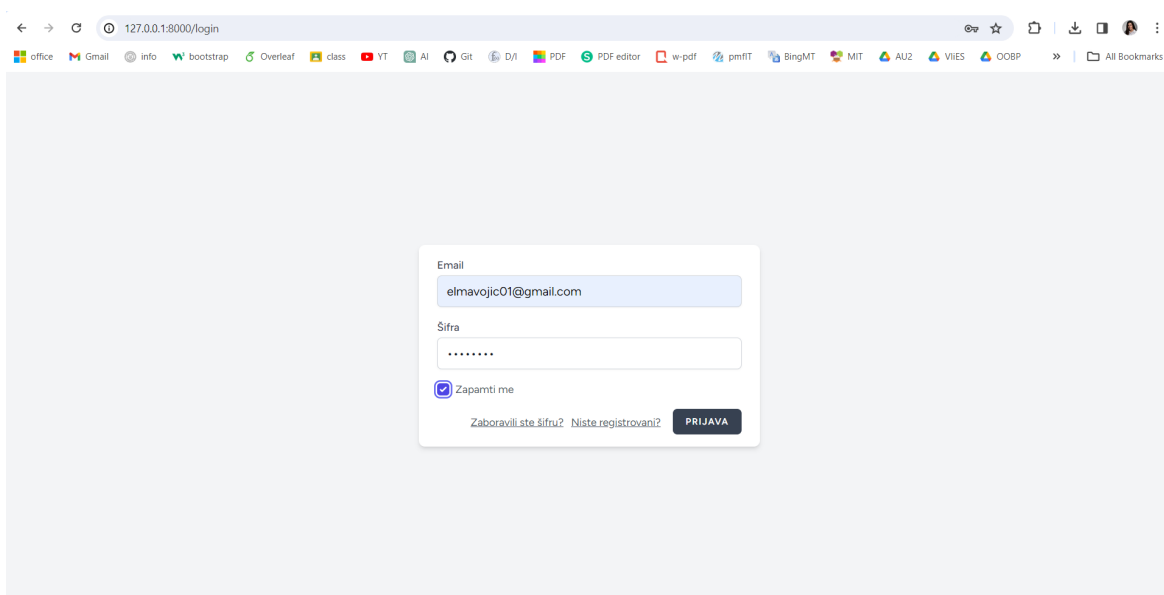 127.0.0.1:8000/login
office Gmail info bootstrap Overleaf class YT AI Git D/I PDF PDF editor w-pdf pmfIT BingMT MIT AU2 VIiES OOBP » All Bookmarks
Email
elmavojic01@gmail.com
Šifra
••••••••
Zapamti me
Zaboravili ste šifru? Niste registrovani? PRIJAVA